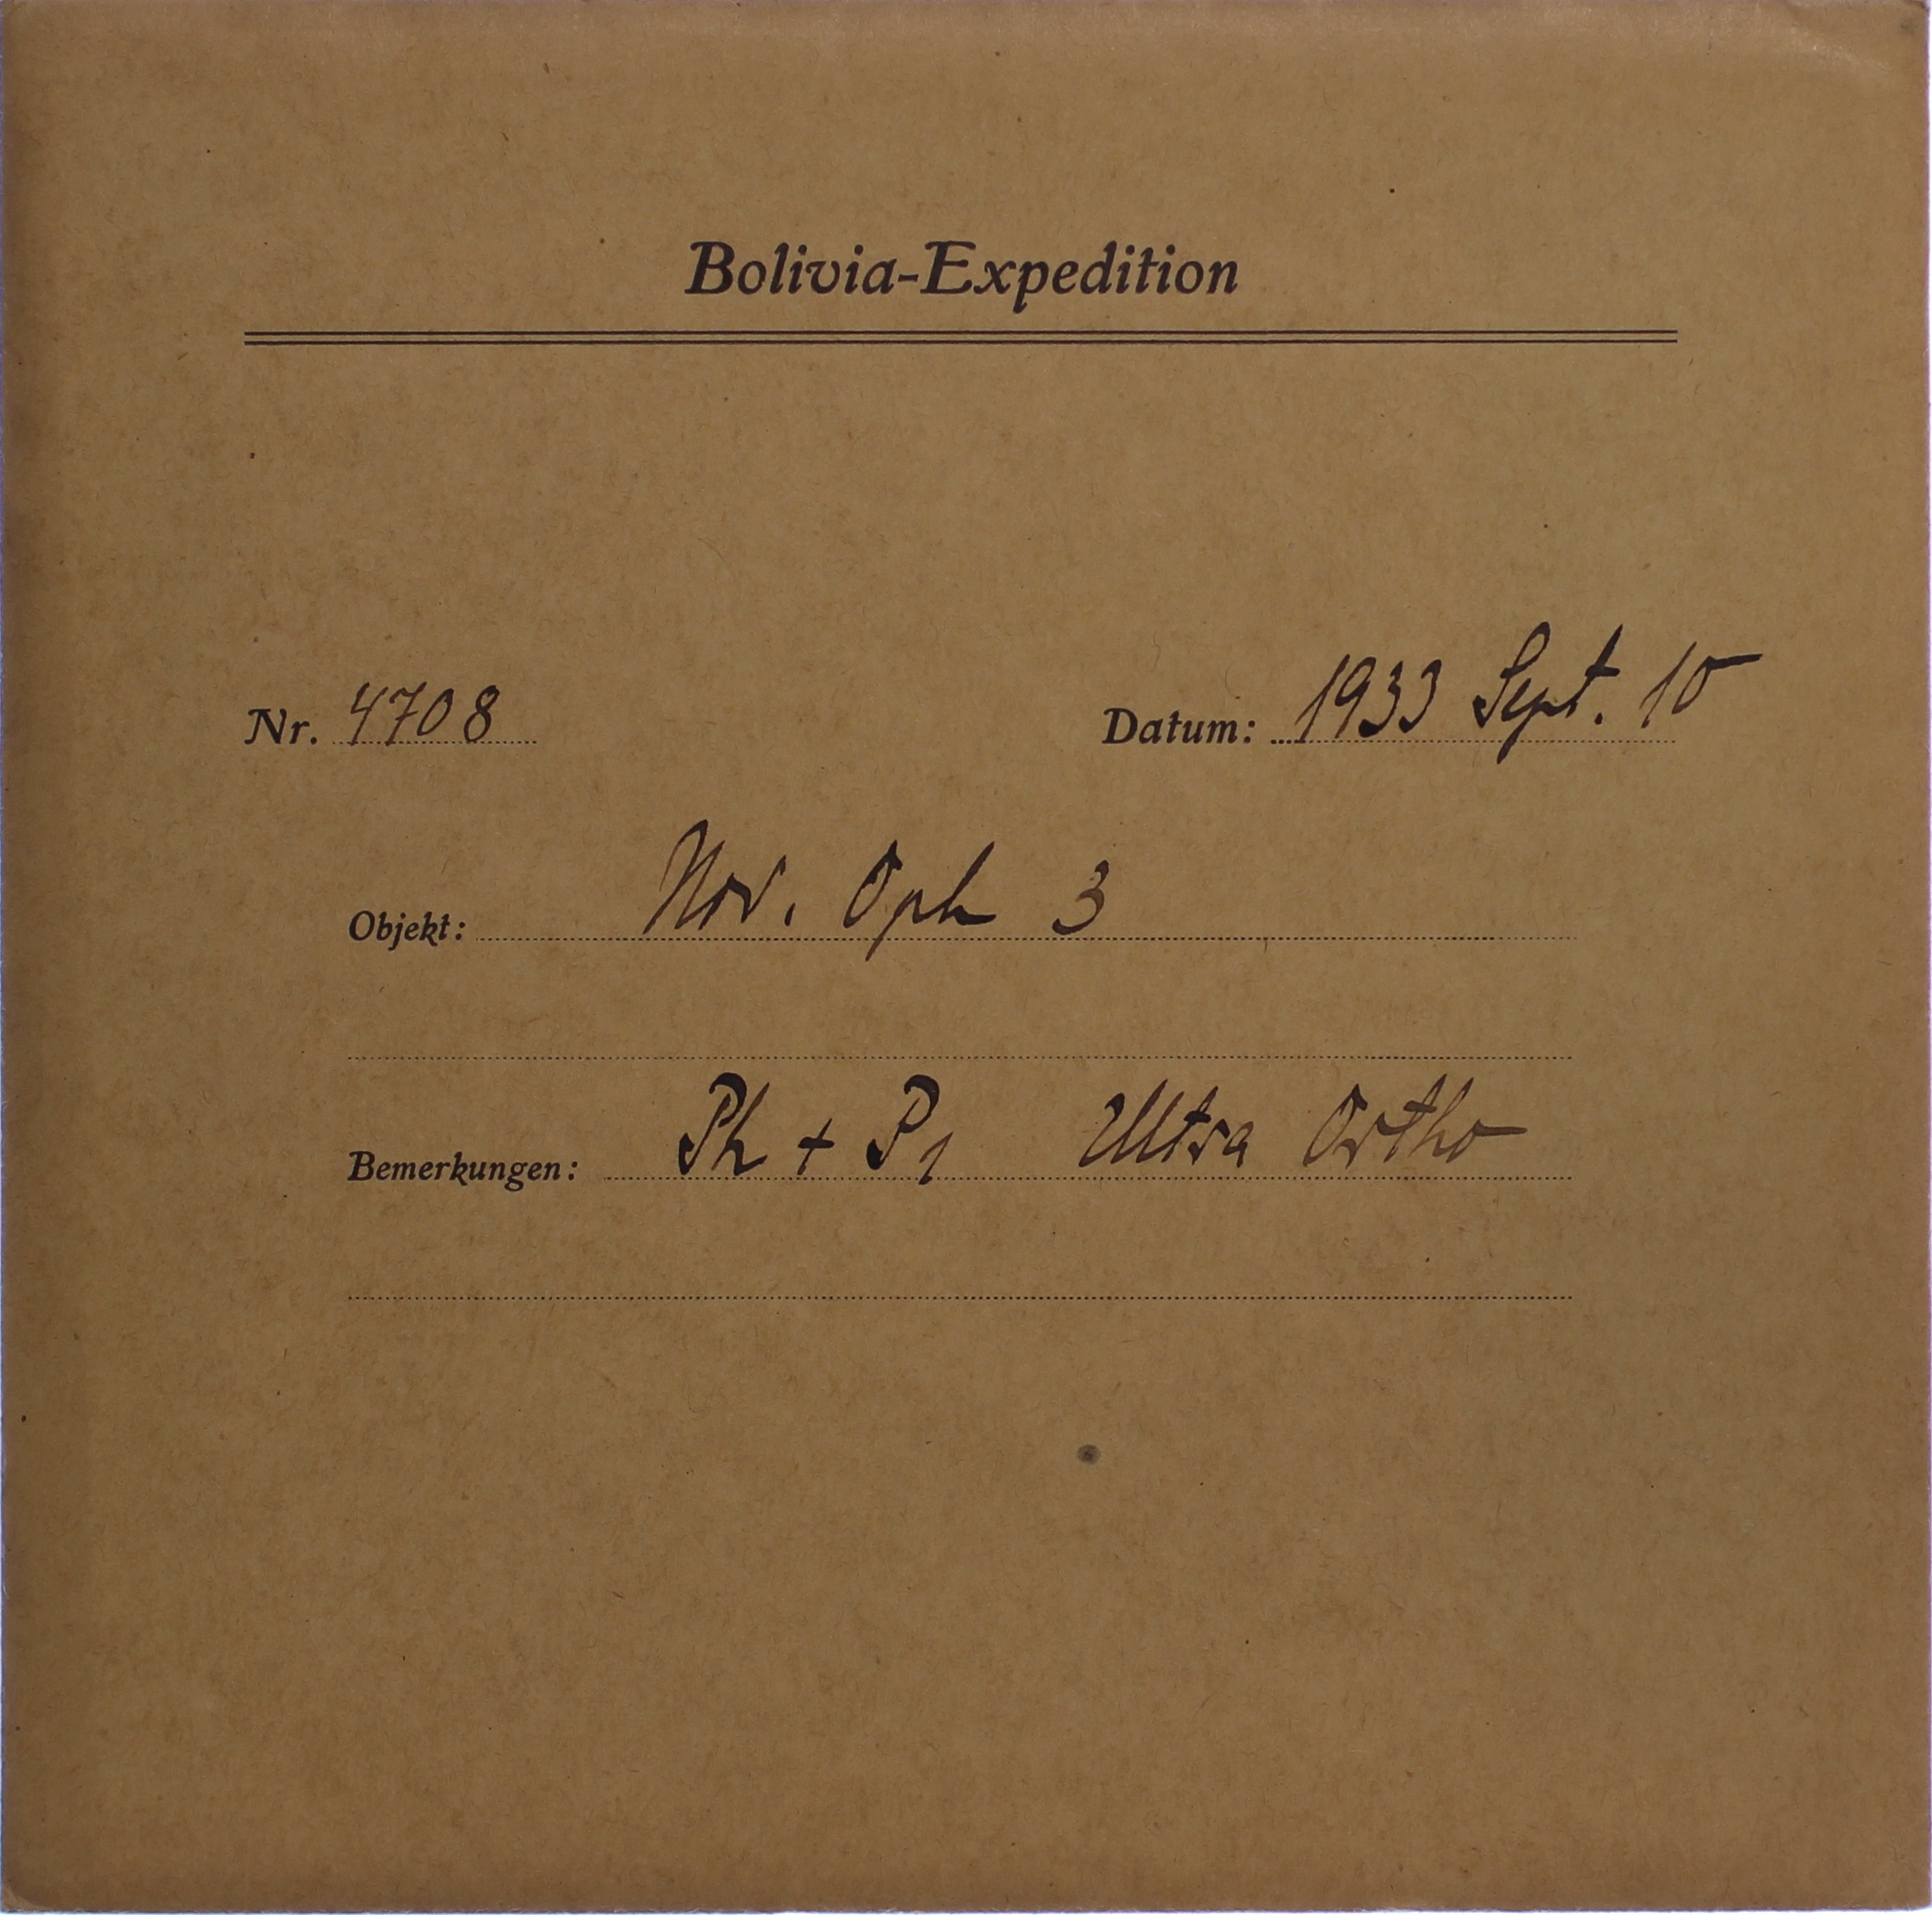 Bolivia-Expedition
Nr. 4708 Datum: 1933 Sept. 10
Objekt: Nov. Oph 3
Bemerkungen: Ph + P1 Ultra Ortho